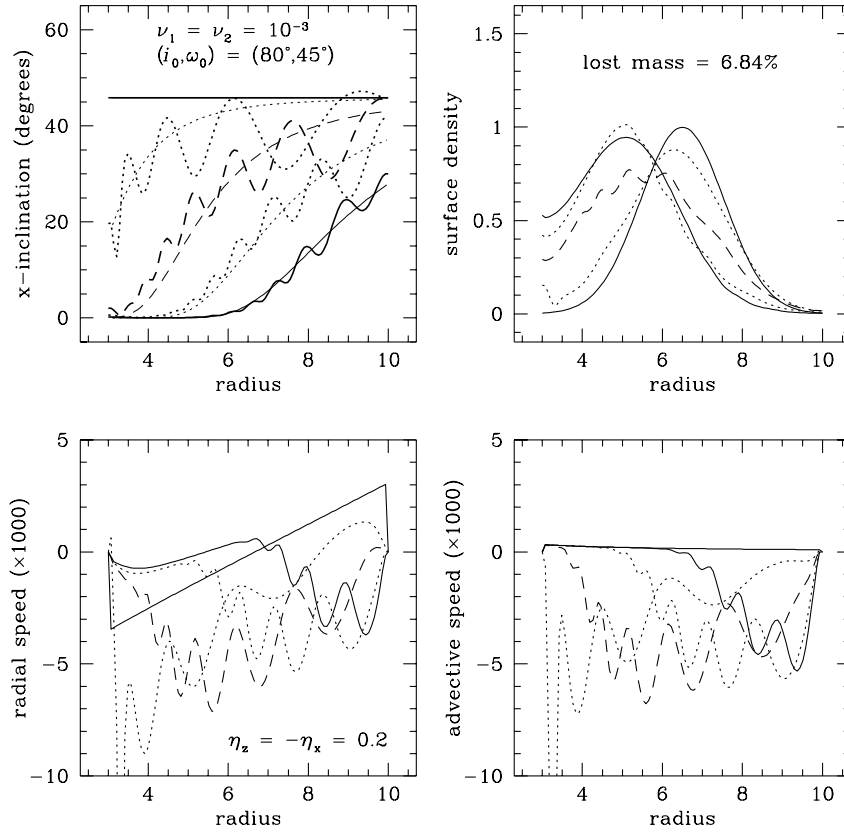 60
40
20
0
x−inclination (degrees)
ν₁ = ν₂ = 10⁻³
(i₀,ω₀) = (80°,45°)
4 6 8 10
radius
1.5
1
0.5
0
surface density
lost mass = 6.84%
4 6 8 10
radius
5
0
−5
−10
radial speed (×1000)
η_z = −η_x = 0.2
4 6 8 10
radius
5
0
−5
−10
advective speed (×1000)
4 6 8 10
radius